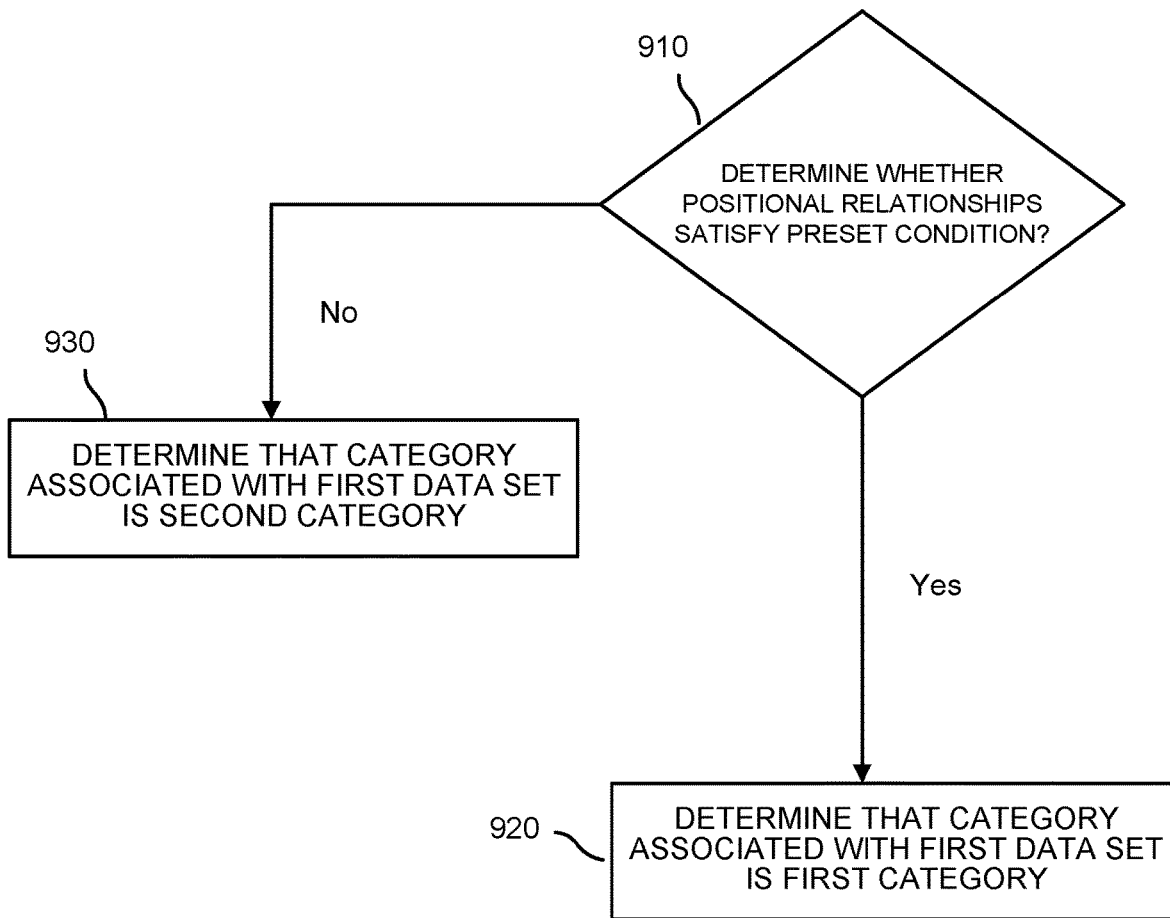 910
DETERMINE WHETHER
POSITIONAL RELATIONSHIPS
SATISFY PRESET CONDITION?
No
930
DETERMINE THAT CATEGORY
ASSOCIATED WITH FIRST DATA SET
IS SECOND CATEGORY
Yes
920
DETERMINE THAT CATEGORY
ASSOCIATED WITH FIRST DATA SET
IS FIRST CATEGORY